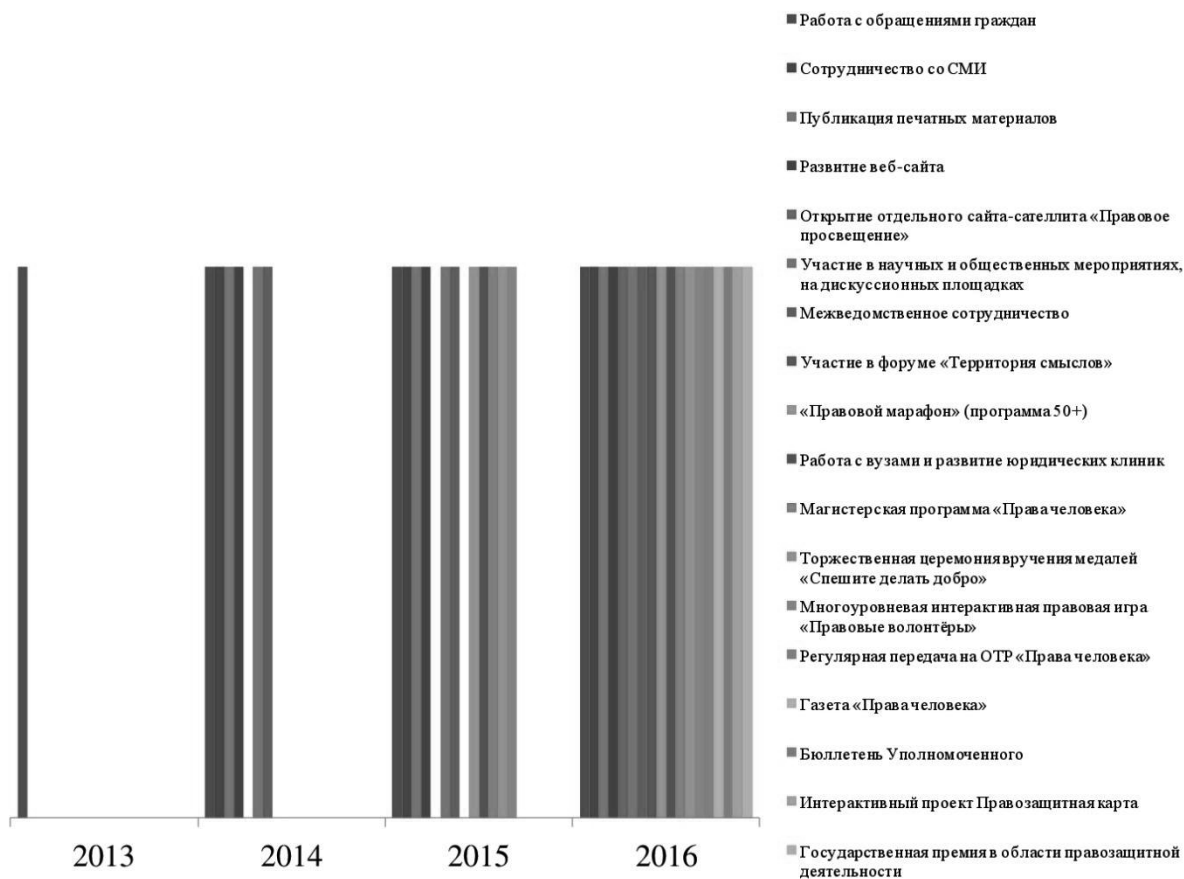 Работа с обращениями граждан
Сотрудничество со СМИ
Публикация печатных материалов
Развитие веб-сайта
Открытие отдельного сайта-сателлита «Правовое
просвещение»
Участие в научных и общественных мероприятиях,
на дискуссионных площадках
Межведомственное сотрудничество
Участие в форуме «Территория смыслов»
«Правовой марафон» (программа 50+)
Работа с вузами и развитие юридических клиник
Магистерская программа «Права человека»
Торжественная церемония вручения медалей
«Спешите делать добро»
Многоуровневая интерактивная правовая игра
«Правовые волонтёры»
Регулярная передача на ОТР «Права человека»
Газета «Права человека»
Бюллетень Уполномоченного
Интерактивный проект Правозащитная карта
Государственная премия в области правозащитной
деятельности
2013
2014
2015
2016